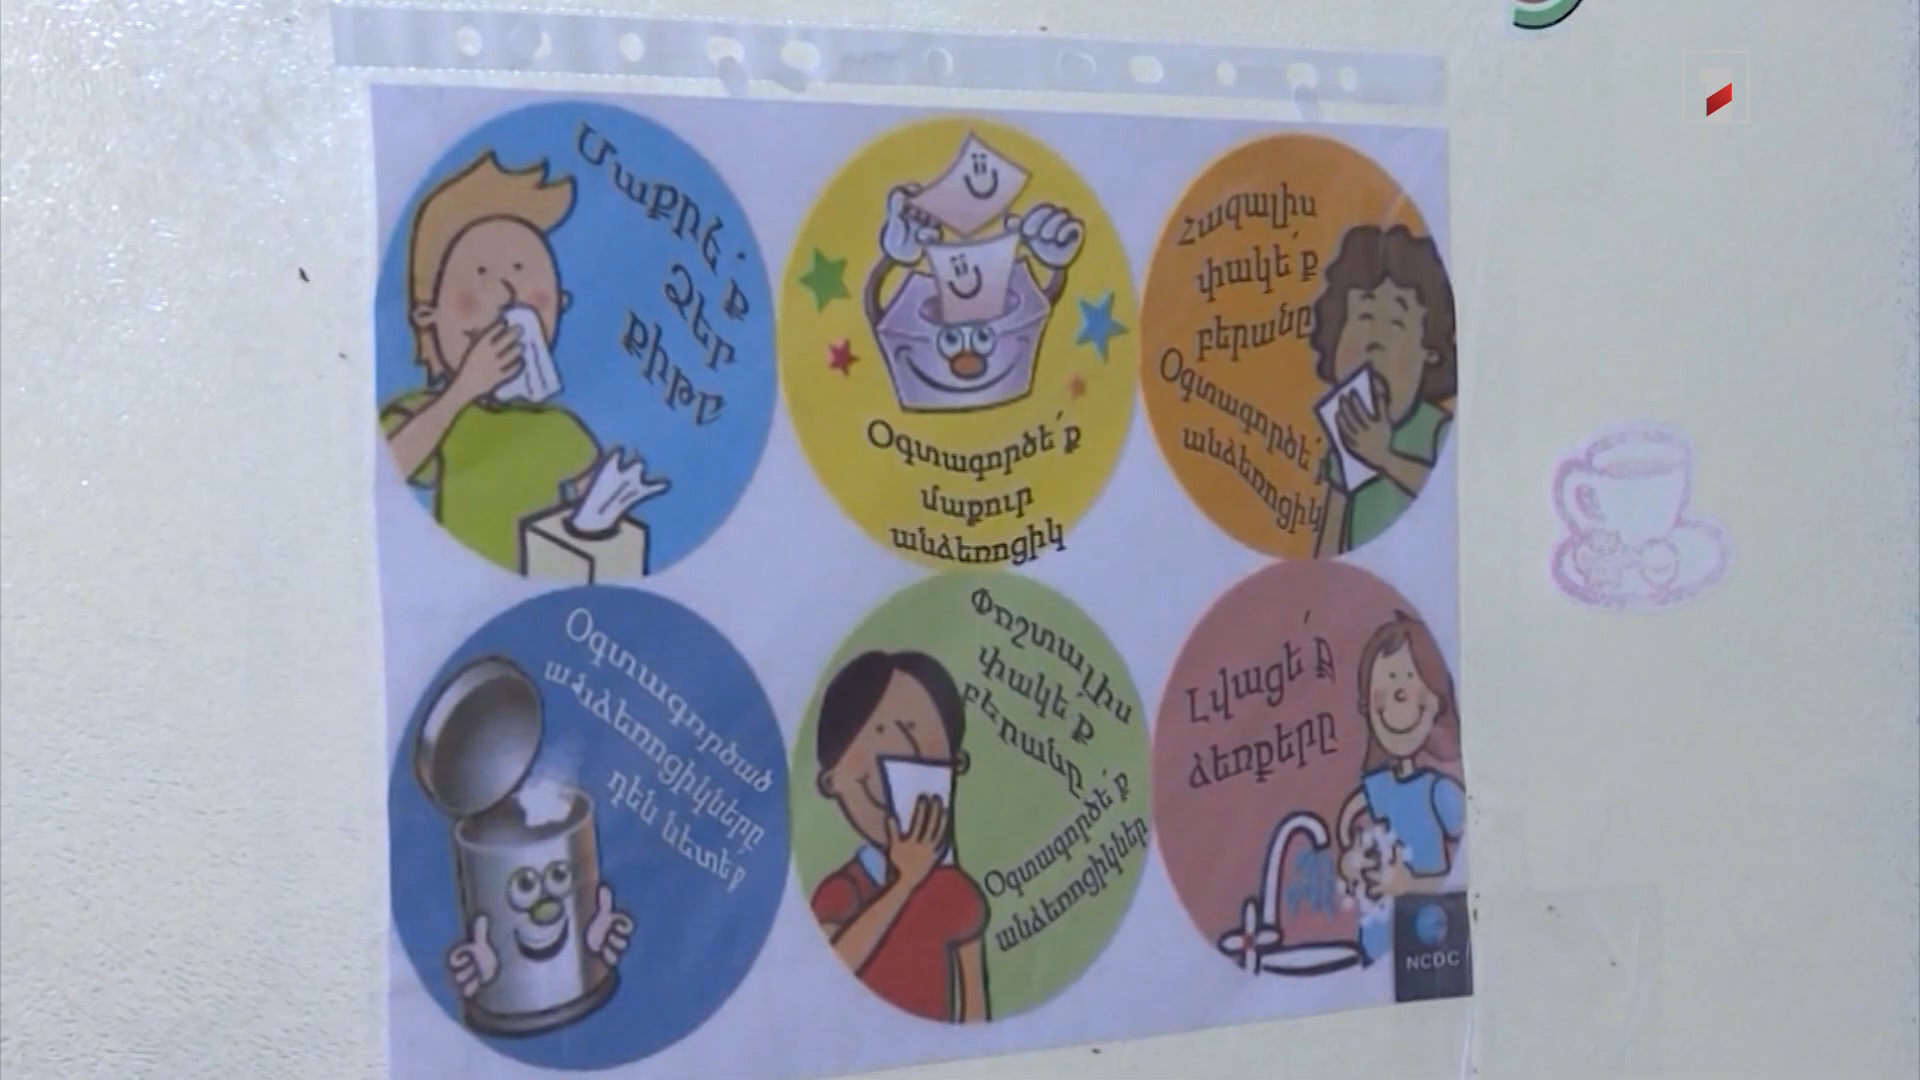 Մաքրե՛ք
Ձեր
քիթը
Օգտագործե՛ք
մաքուր
անձեռոցիկ
Հազալիս
փակե՛ք
բերանը
Օգտագործե՛ք
անձեռոցիկ
Օգտագործած
անձեռոցիկները
դեն նետե՛ք
Փռշտալիս
փակե՛ք
բերանը
Օգտագործե՛ք
անձեռոցիկներ
Լվացե՛ք
ձեռքերը
NCDC